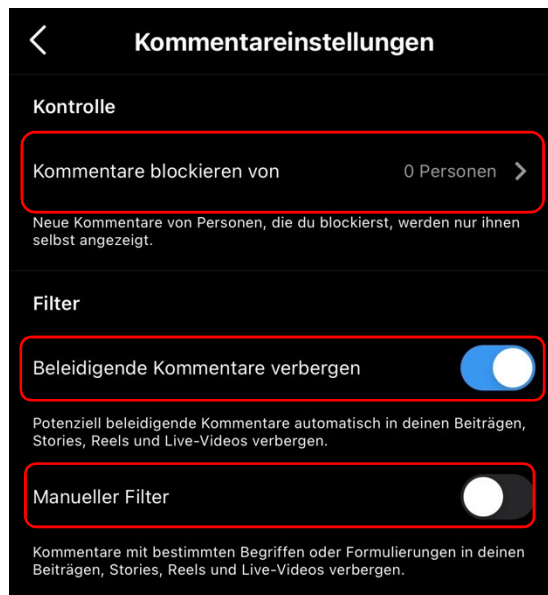 Kommentareinstellungen
Kontrolle
Kommentare blockieren von 0 Personen
Neue Kommentare von Personen, die du blockierst, werden nur ihnen
selbst angezeigt.
Filter
Beleidigende Kommentare verbergen
Potenziell beleidigende Kommentare automatisch in deinen Beiträgen,
Stories, Reels und Live-Videos verbergen.
Manueller Filter
Kommentare mit bestimmten Begriffen oder Formulierungen in deinen
Beiträgen, Stories, Reels und Live-Videos verbergen.